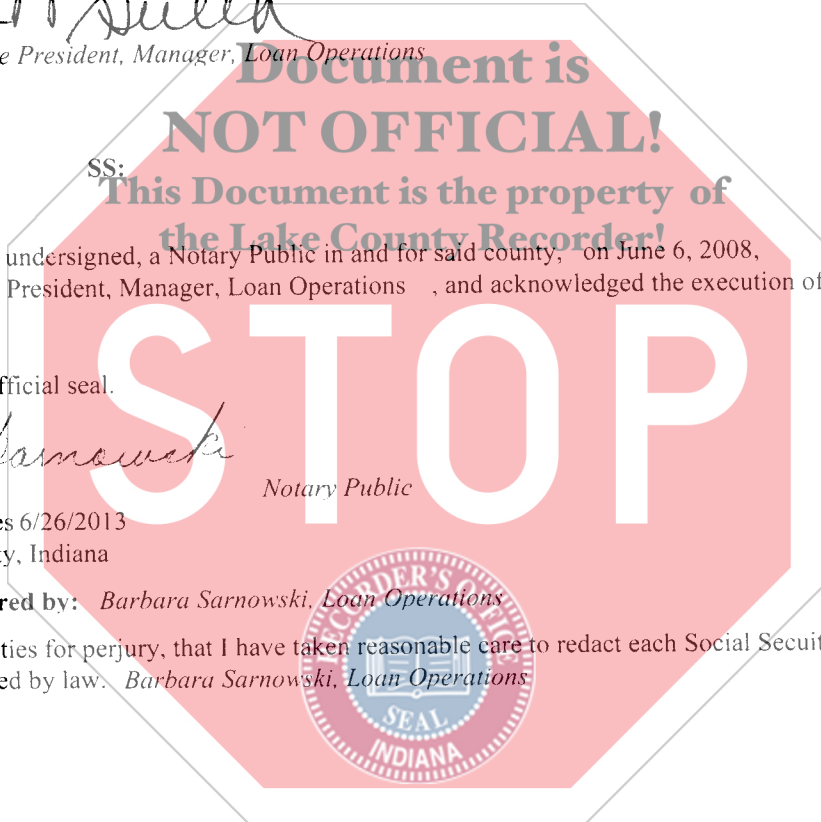 e President, Manager, Loan Operations
Document is
NOT OFFICIAL!
SS:
This Document is the property of
the Lake County Recorder!
undersigned, a Notary Public in and for said county, on June 6, 2008,
President, Manager, Loan Operations , and acknowledged the execution of
STOP
fficial seal.
arnowski
Notary Public
es 6/26/2013
y, Indiana
red by: Barbara Sarnowski, Loan Operations
ties for perjury, that I have taken reasonable care to redact each Social Secuit
ed by law. Barbara Sarnowski, Loan Operations
RECORDER'S OFFICE
SEAL
INDIANA